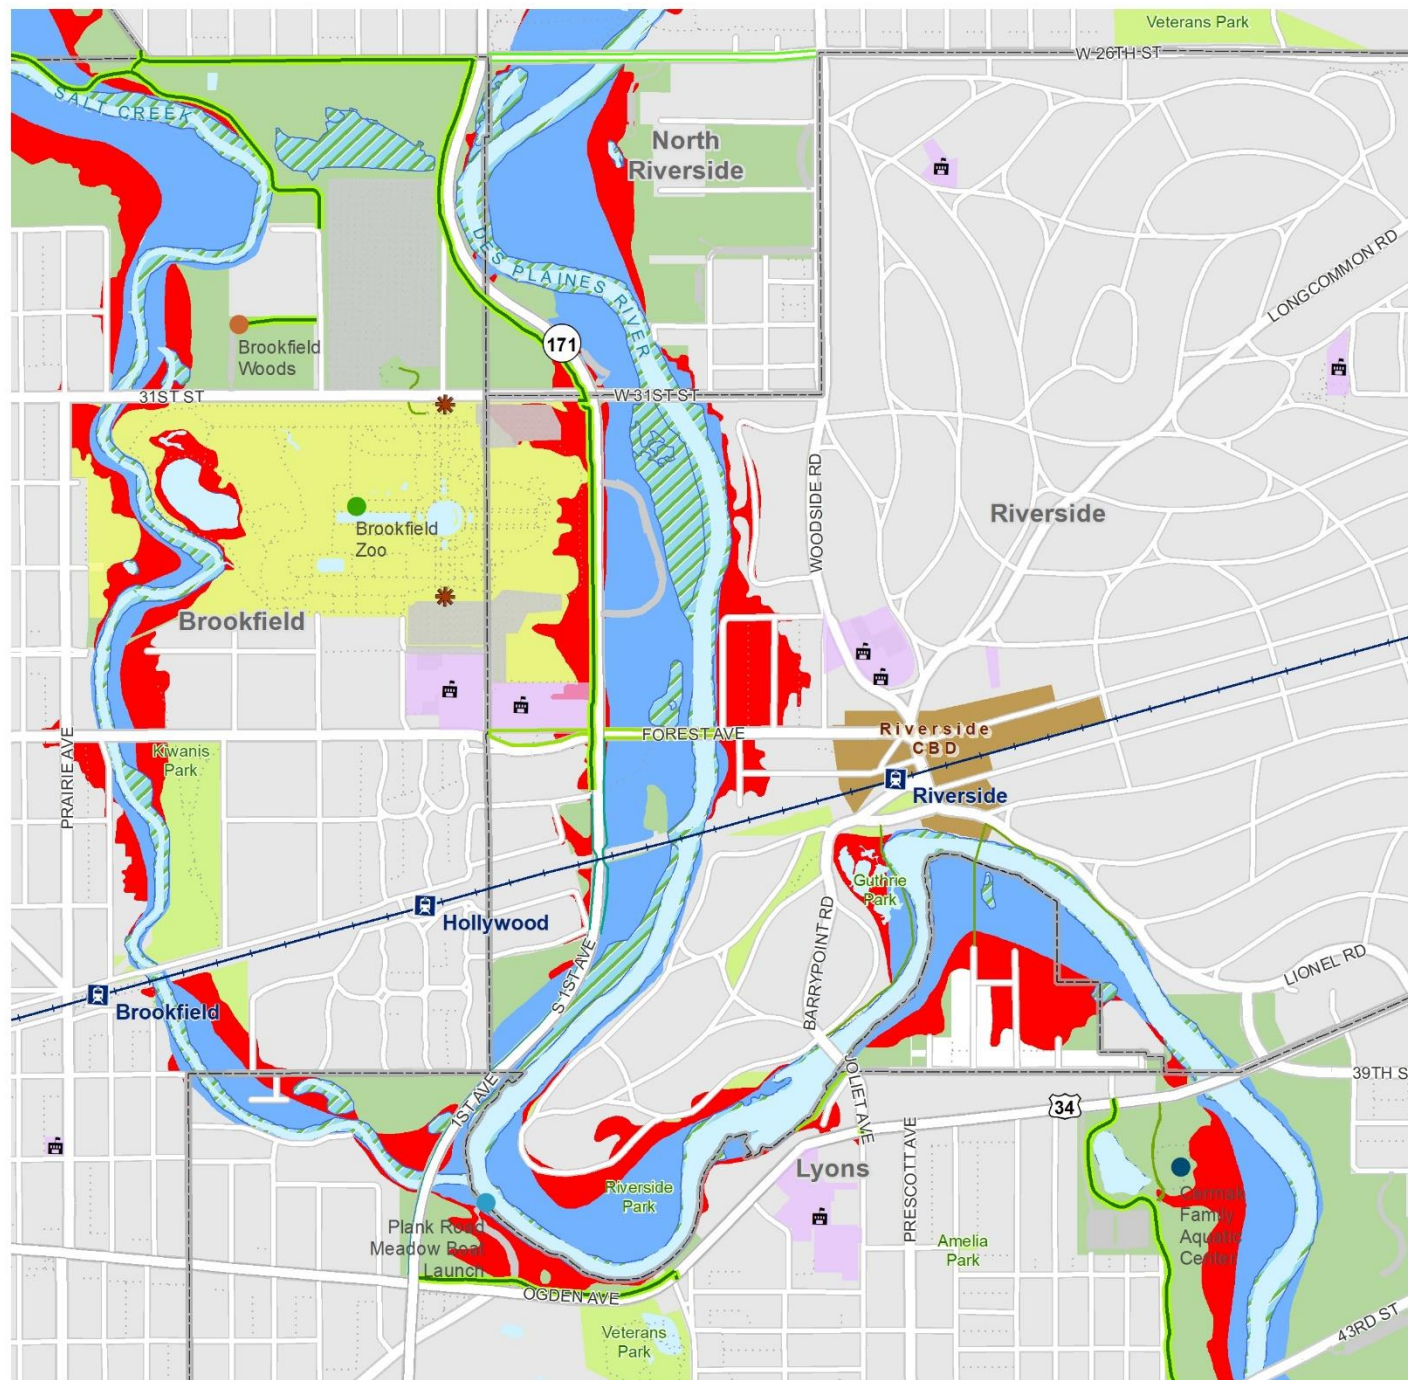 Veterans Park
W 26TH ST
SALT CREEK
North
Riverside
DES PLAINES RIVER
LONGCOMMON RD
171
Brookfield
Woods
31ST ST
W 31ST ST
WOODSIDE RD
Riverside
Brookfield
Zoo
Brookfield
Riverside
CBD
FOREST AVE
Kiwanis
Park
PRAIRIE AVE
Riverside
Guthrie
Park
Hollywood
BARRYPOINT RD
S 1ST AVE
LIONEL RD
Brookfield
39TH S
1ST AVE
JOLIET AVE
34
PRESCOTT AVE
Lyons
Riverside
Park
Cermak
Family
Aquatic
Center
Plank Road
Meadow Boat
Launch
Amelia
Park
OGDEN AVE
43RD ST
Veterans
Park